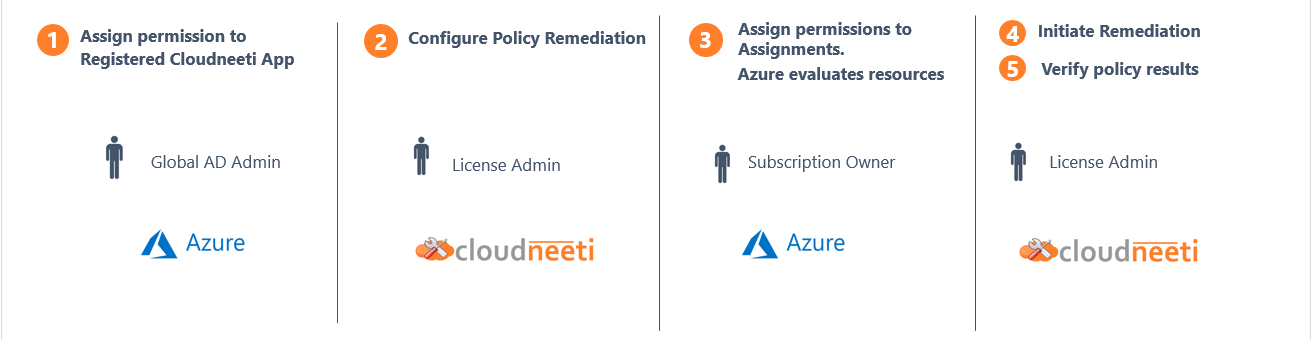 1
Assign permission to
Registered Cloudneeti App
Global AD Admin
Azure
2
Configure Policy Remediation
License Admin
cloudneeti
3
Assign permissions to
Assignments.
Azure evaluates resources
Subscription Owner
Azure
4
Initiate Remediation
5
Verify policy results
License Admin
cloudneeti